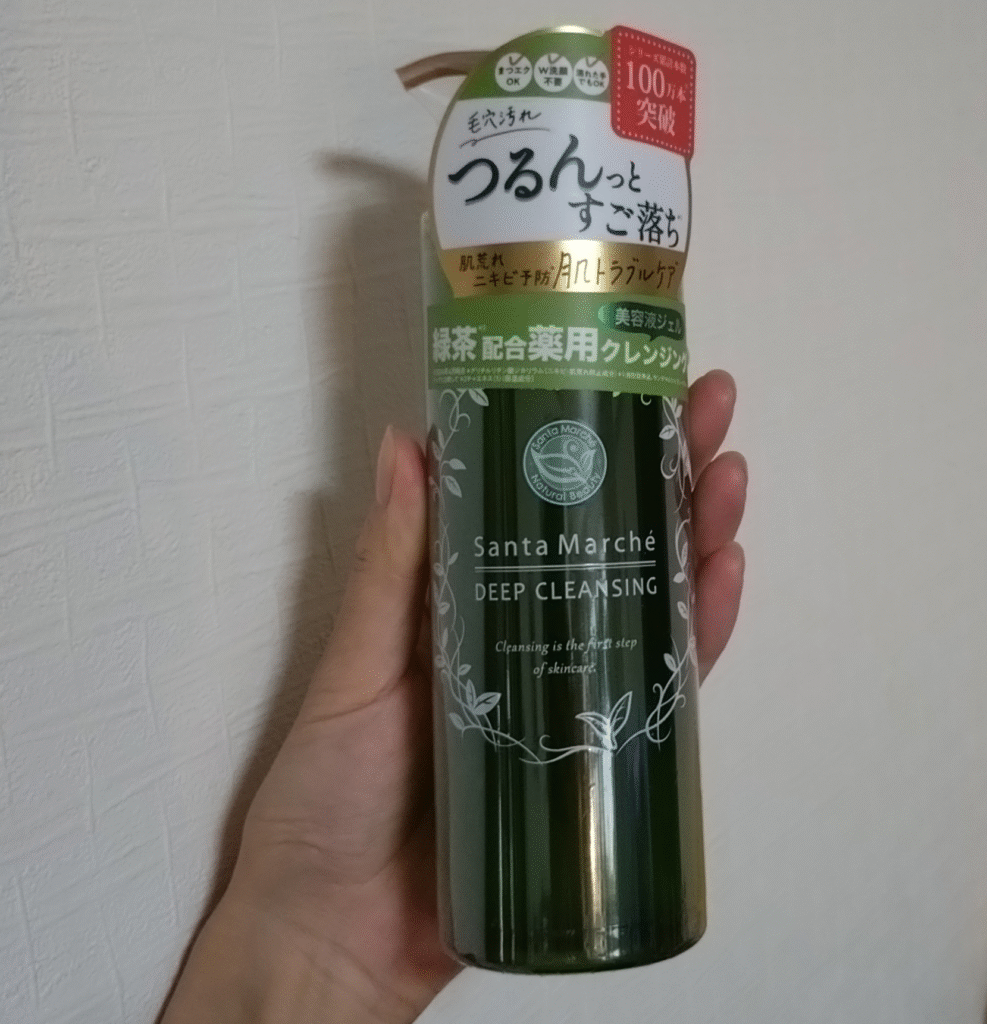 まつエク
OK
W洗顔
不要
濡れた手
でもOK
シリーズ累計本数
100万本
突破
毛穴汚れ
つるんっと
すご落ち
肌荒れ
ニキビ予防
肌トラブルケア
美容液ジェル
緑茶配合薬用クレンジング
Santa Marché
Natural Beauty
Santa Marché
DEEP CLEANSING
Cleansing is the first step
of skincare.